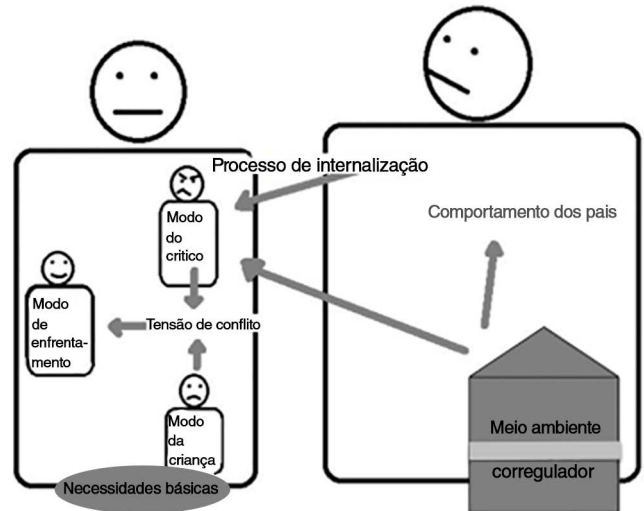 Processo de internalização
Comportamento dos pais
Modo
do
critico
Modo
de
enfrenta-
mento
Tensão de conflito
Modo
da
criança
Necessidades básicas
Meio ambiente
corregulador